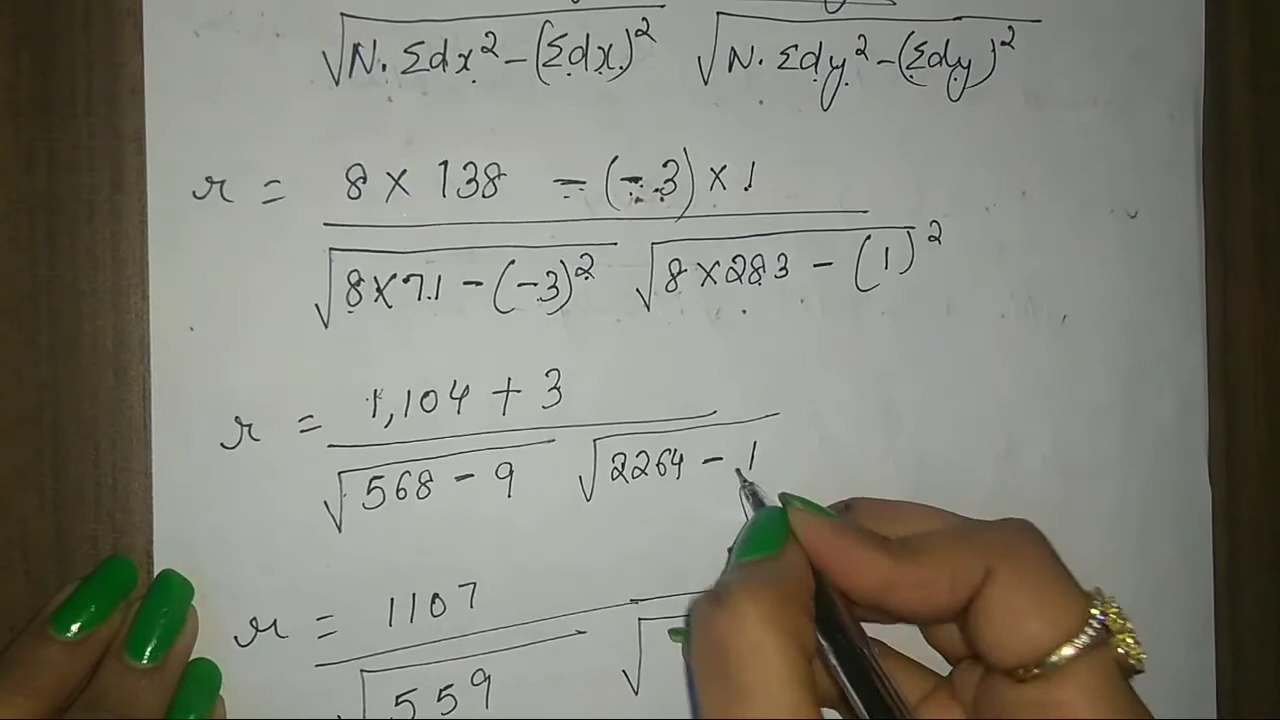 √N. Σdx² - (Σdx)² √N. Σdy² - (Σdy)²
r = 8 × 138 - (-3) × 1
√8×71 - (-3)² √8×283 - (1)²
r = 1,104 + 3
√568 - 9 √2264 - 1
r = 1107
√559 √